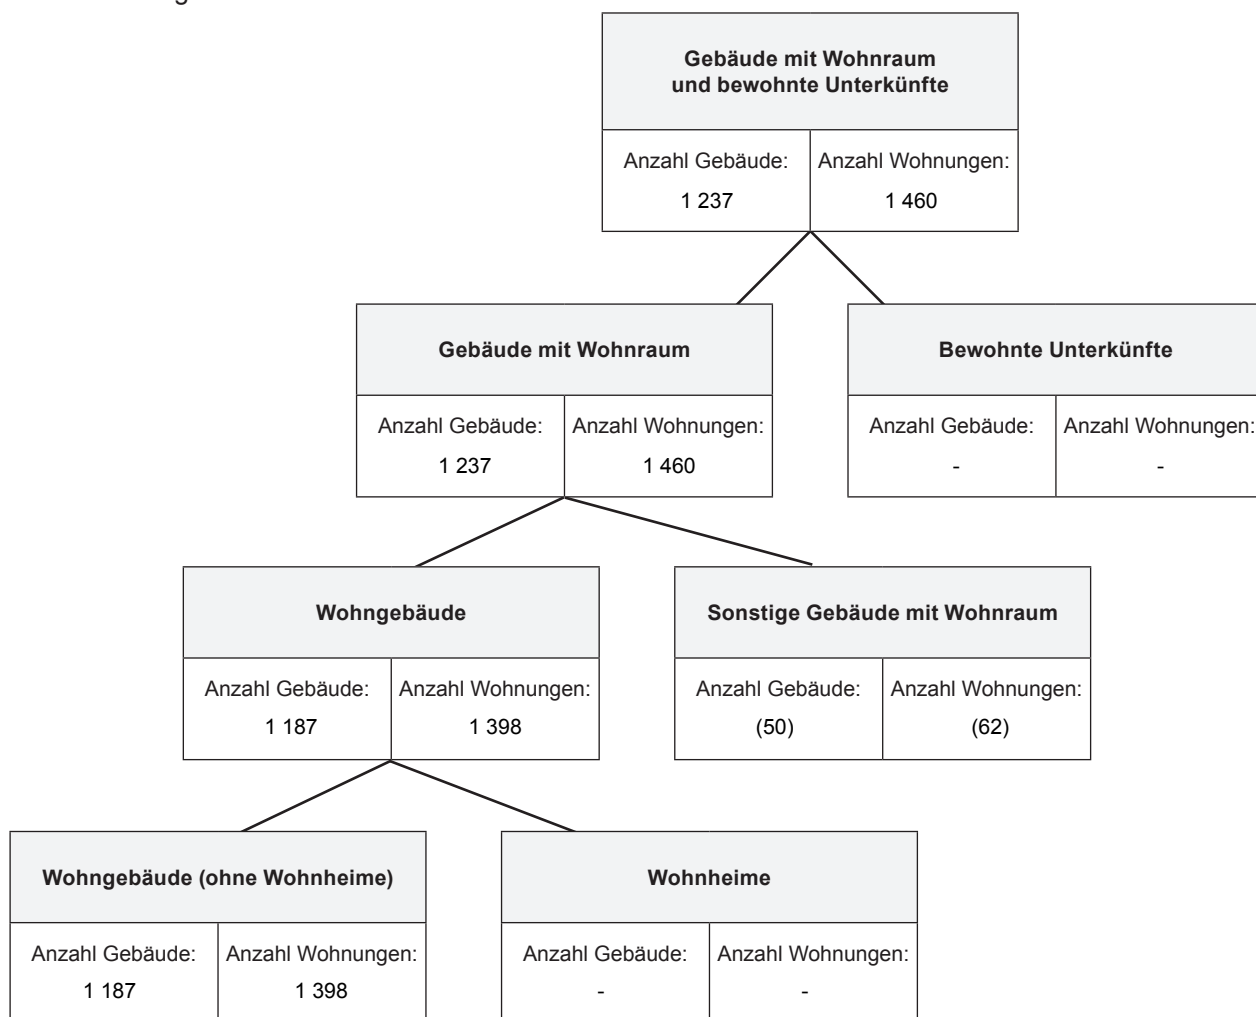 Gebäude mit Wohnraum
und bewohnte Unterkünfte
Anzahl Gebäude: Anzahl Wohnungen:
1 237 1 460
Gebäude mit Wohnraum Bewohnte Unterkünfte
Anzahl Gebäude: Anzahl Wohnungen: Anzahl Gebäude: Anzahl Wohnungen:
1 237 1 460 - -
Wohngebäude Sonstige Gebäude mit Wohnraum
Anzahl Gebäude: Anzahl Wohnungen: Anzahl Gebäude: Anzahl Wohnungen:
1 187 1 398 (50) (62)
Wohngebäude (ohne Wohnheime) Wohnheime
Anzahl Gebäude: Anzahl Wohnungen: Anzahl Gebäude: Anzahl Wohnungen:
1 187 1 398 - -